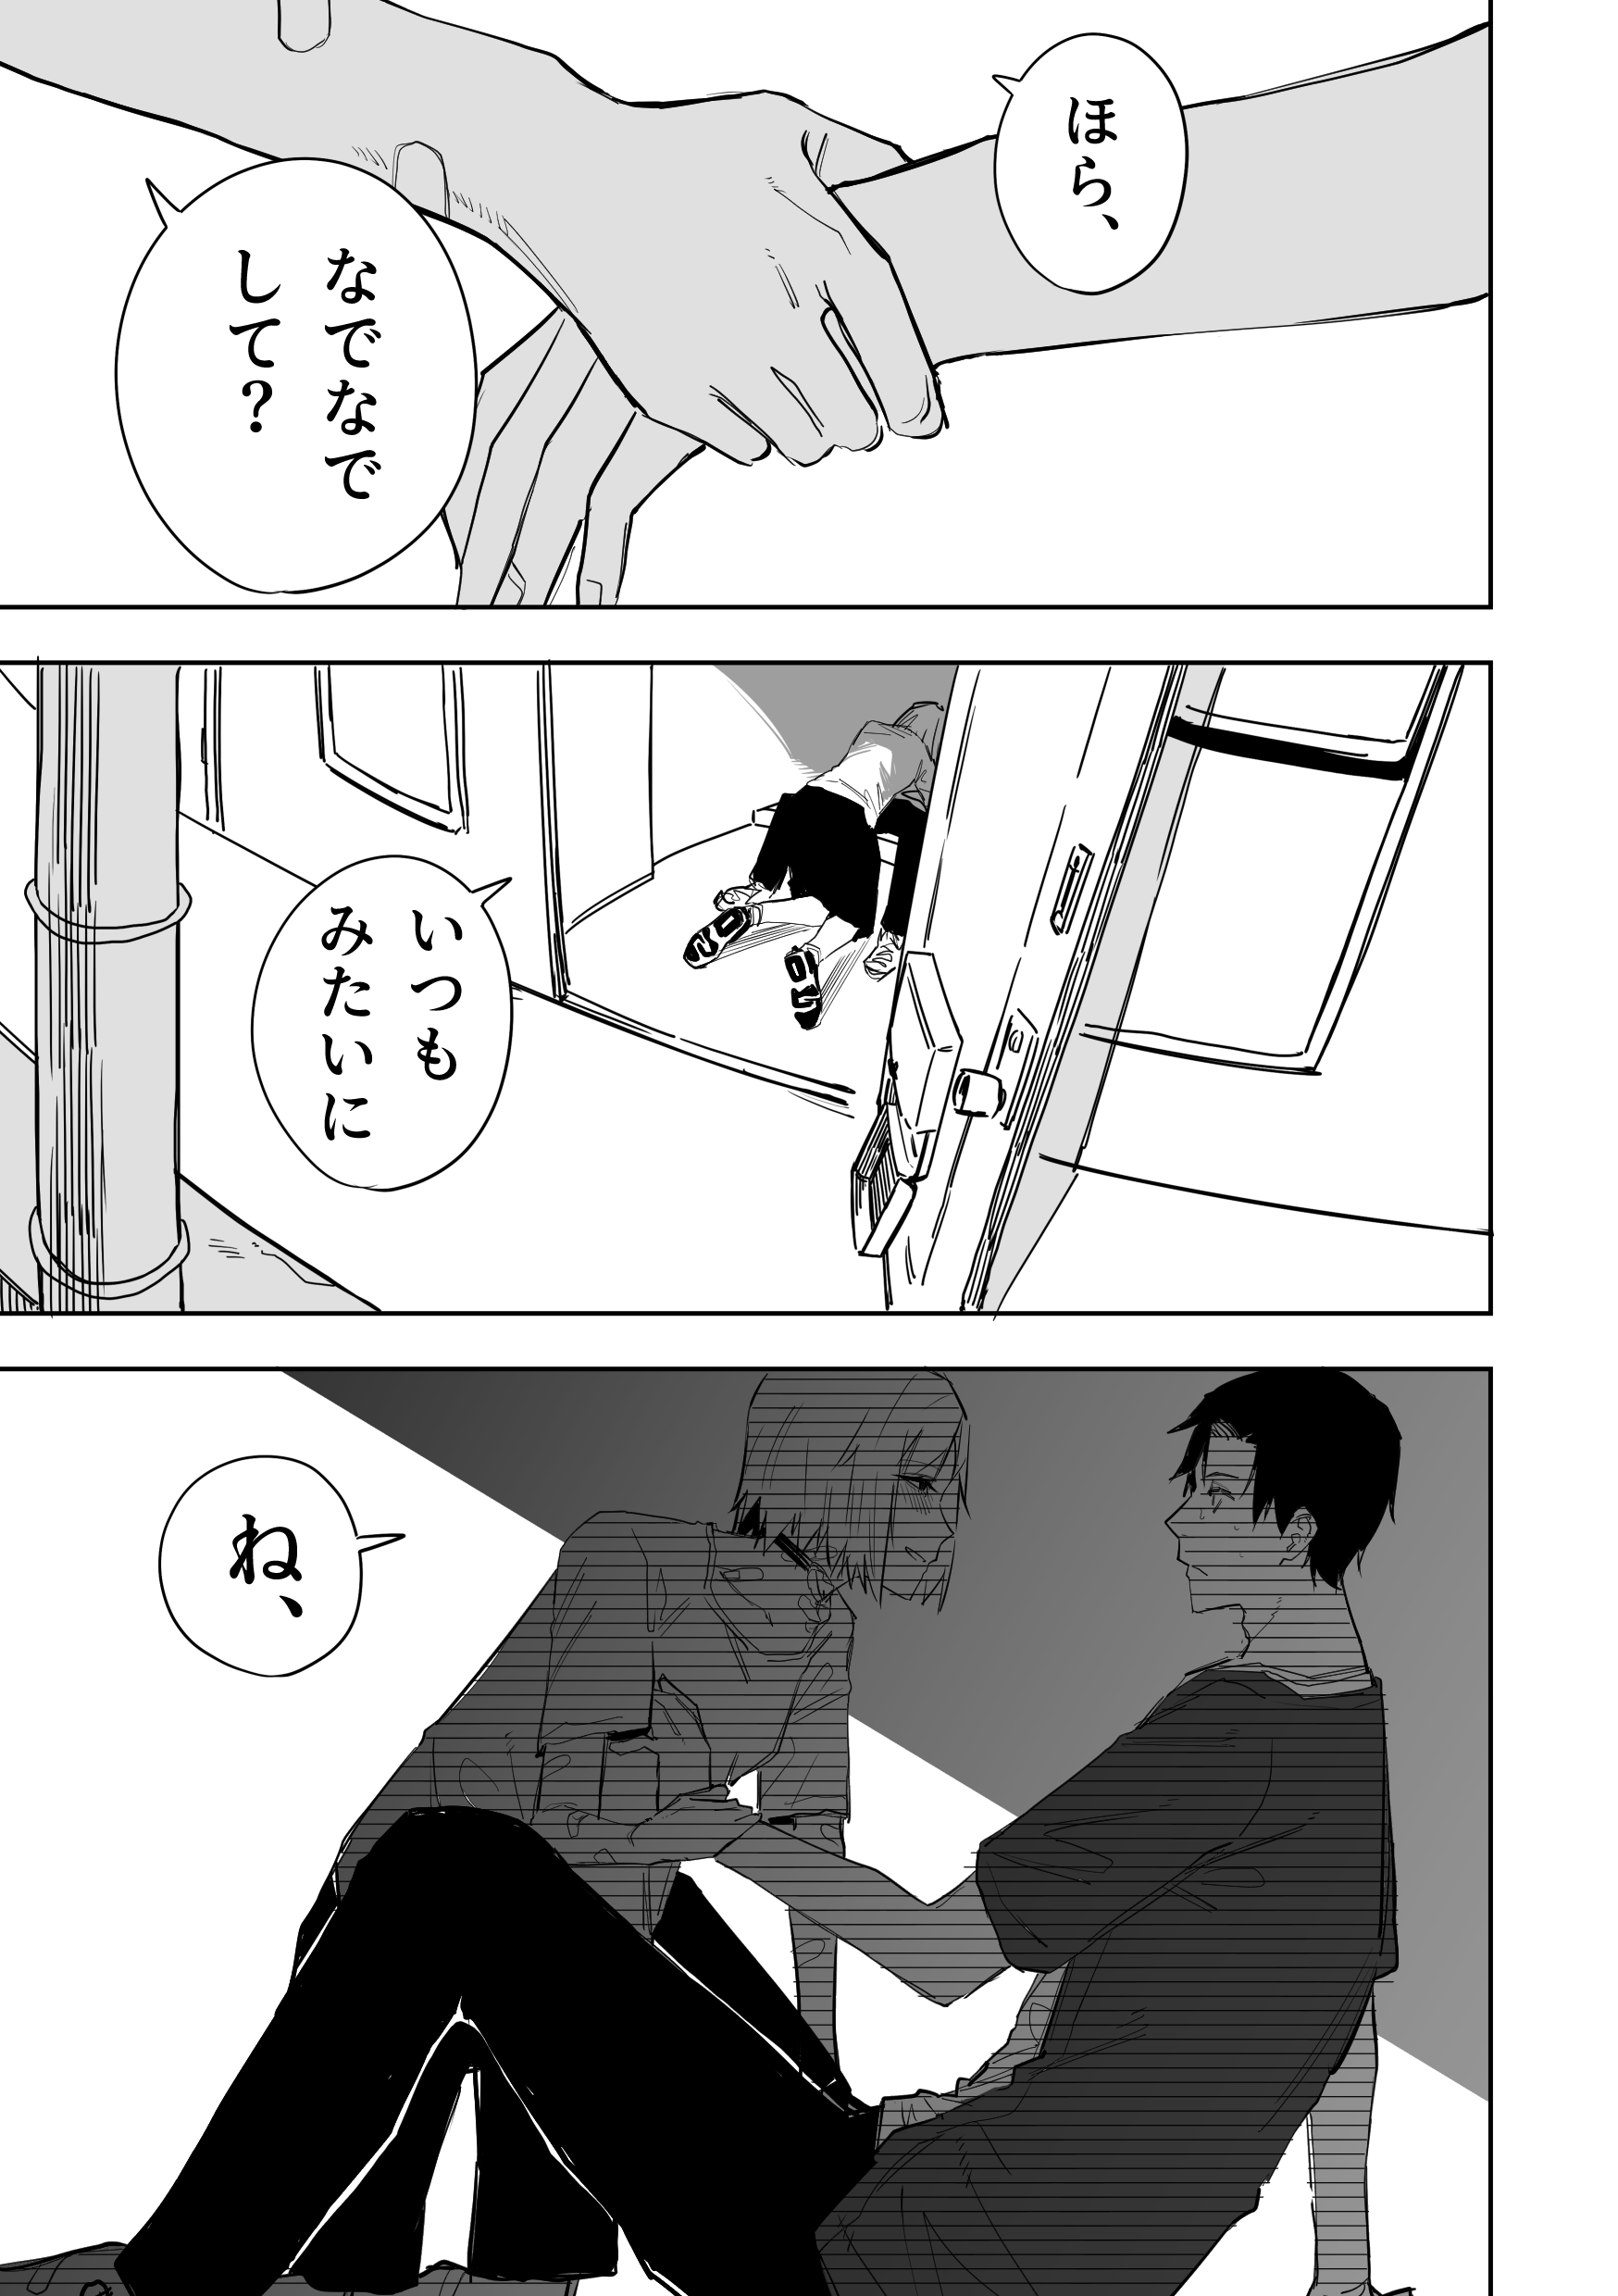 ほら、
なでなで
して?
いつも
みたいに
ね、